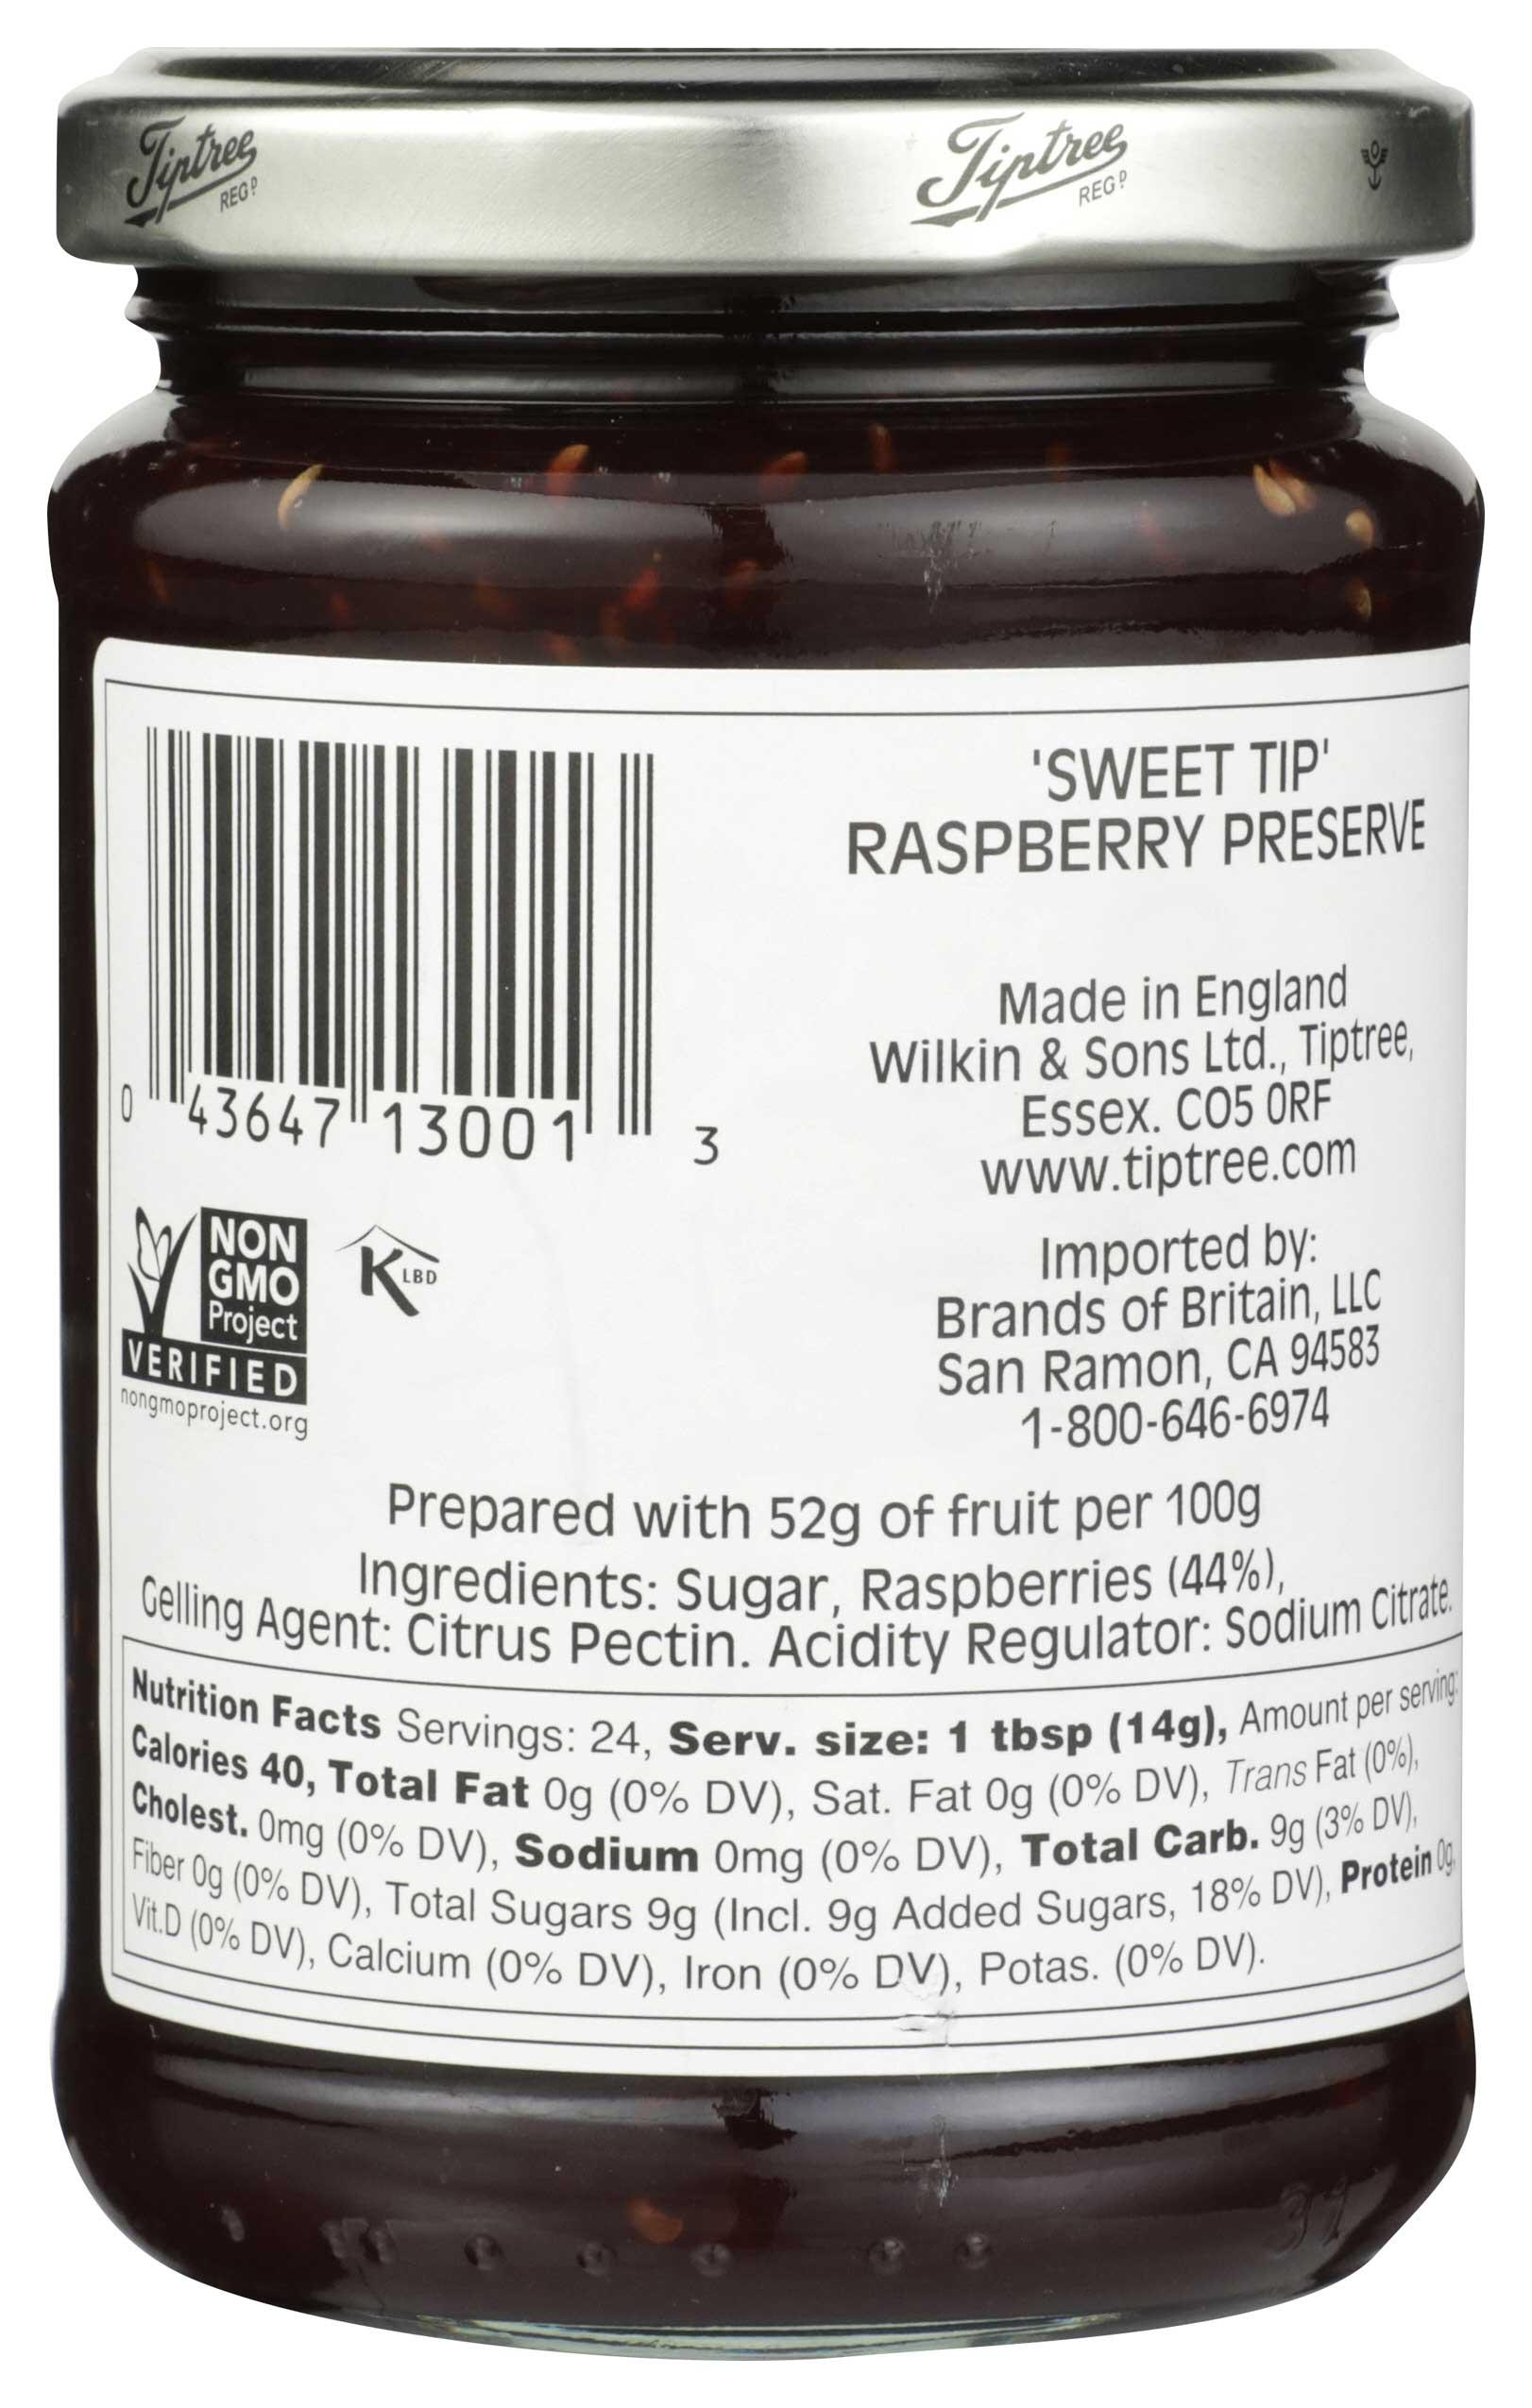 Tiptree
REGD
Tiptree
REGD
'SWEET TIP'
RASPBERRY PRESERVE
0 43647 13001 3
Made in England
Wilkin & Sons Ltd., Tiptree,
Essex. CO5 0RF
www.tiptree.com
NON
GMO
Project
VERIFIED
nongmoproject.org
K LBD
Imported by:
Brands of Britain, LLC
San Ramon, CA 94583
1-800-646-6974
Prepared with 52g of fruit per 100g
Ingredients: Sugar, Raspberries (44%),
Gelling Agent: Citrus Pectin. Acidity Regulator: Sodium Citrate.
Nutrition Facts Servings: 24, Serv. size: 1 tbsp (14g), Amount per serving:
Calories 40, Total Fat 0g (0% DV), Sat. Fat 0g (0% DV), Trans Fat (0%),
Cholest. 0mg (0% DV), Sodium 0mg (0% DV), Total Carb. 9g (3% DV),
Fiber 0g (0% DV), Total Sugars 9g (Incl. 9g Added Sugars, 18% DV), Protein 0g,
Vit.D (0% DV), Calcium (0% DV), Iron (0% DV), Potas. (0% DV).
31